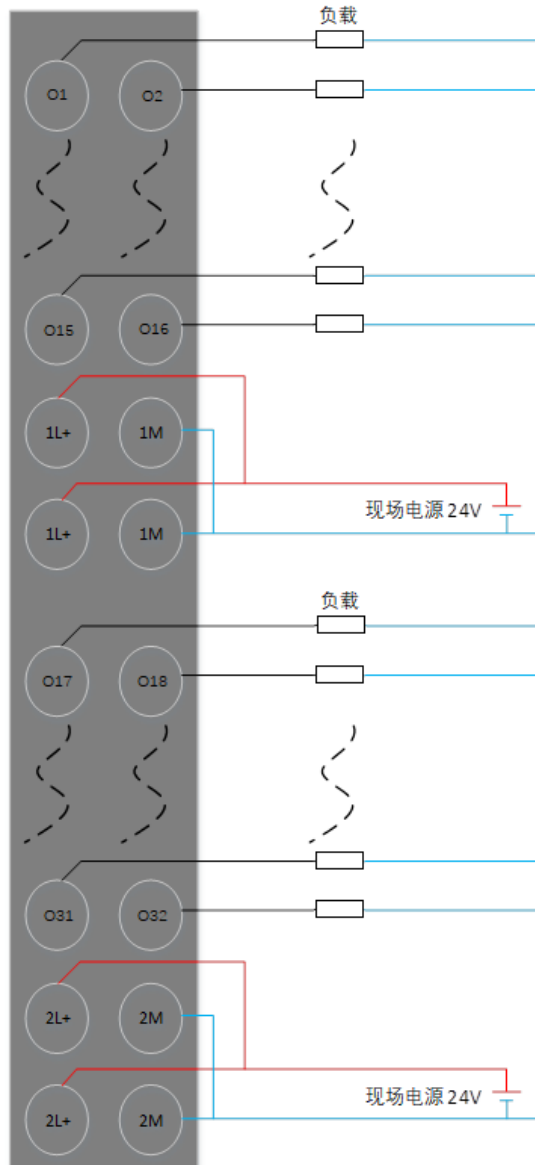 负载
O1 O2
O15 O16
1L+ 1M
1L+ 1M 现场电源 24V
负载
O17 O18
O31 O32
2L+ 2M
2L+ 2M 现场电源 24V